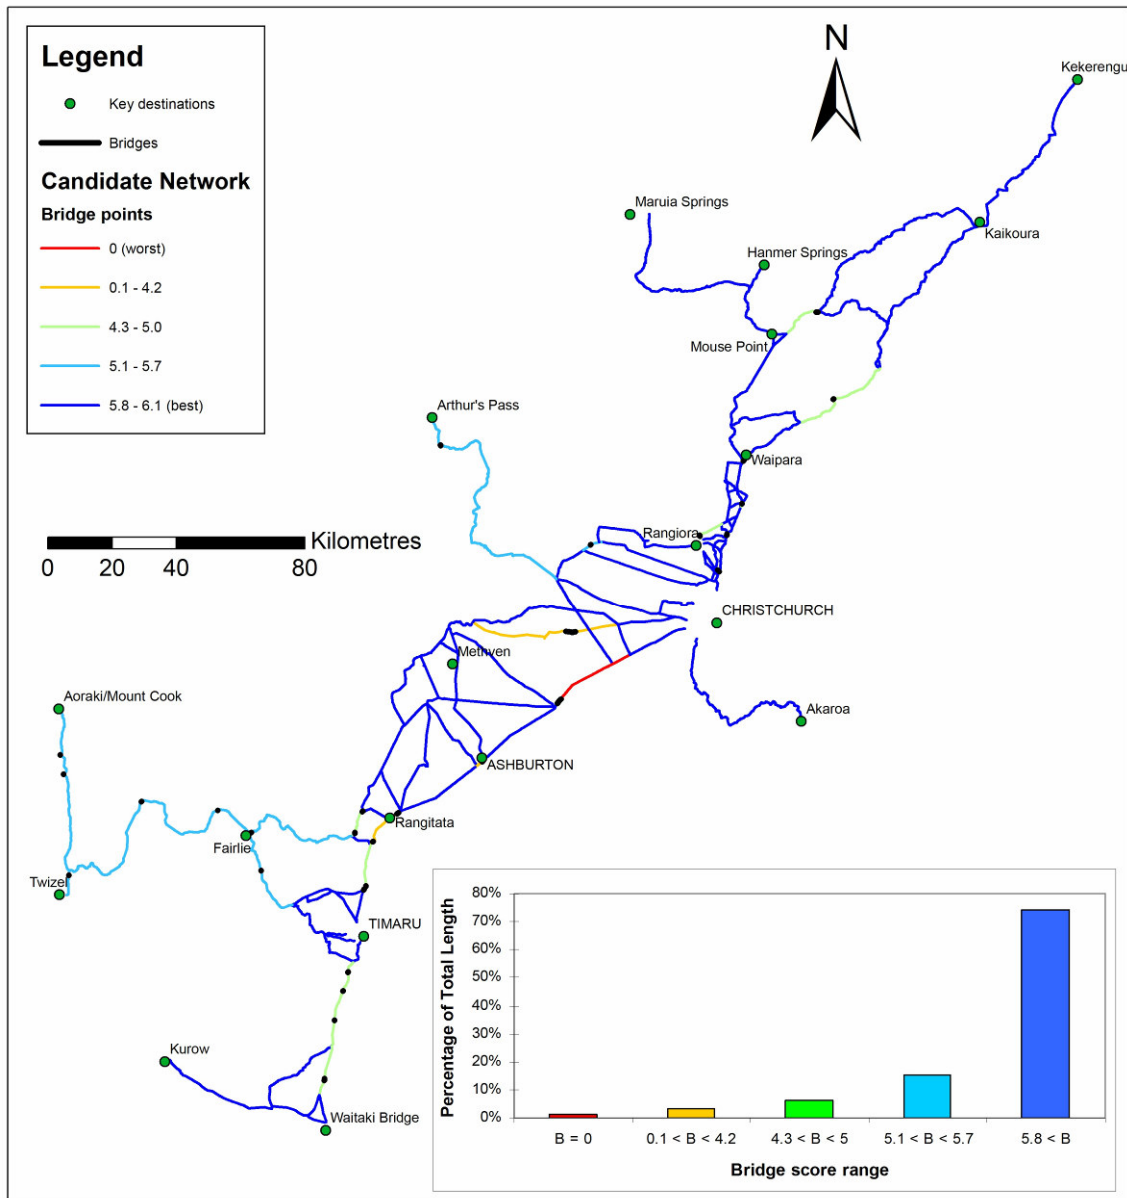 Legend
Key destinations
Bridges
Candidate Network
Bridge points
0 (worst)
0.1 - 4.2
4.3 - 5.0
5.1 - 5.7
5.8 - 6.1 (best)
N
Kekerengu
Maruia Springs
Kaikoura
Hanmer Springs
Mouse Point
Arthur's Pass
Waipara
Rangiora
Kilometres
0 20 40 80
CHRISTCHURCH
Methven
Aoraki/Mount Cook
Akaroa
ASHBURTON
Rangitata
Fairlie
Twizel
TIMARU
Kurow
Waitaki Bridge
Percentage of Total Length
80%
70%
60%
50%
40%
30%
20%
10%
0%
B = 0 0.1 < B < 4.2 4.3 < B < 5 5.1 < B < 5.7 5.8 < B
Bridge score range